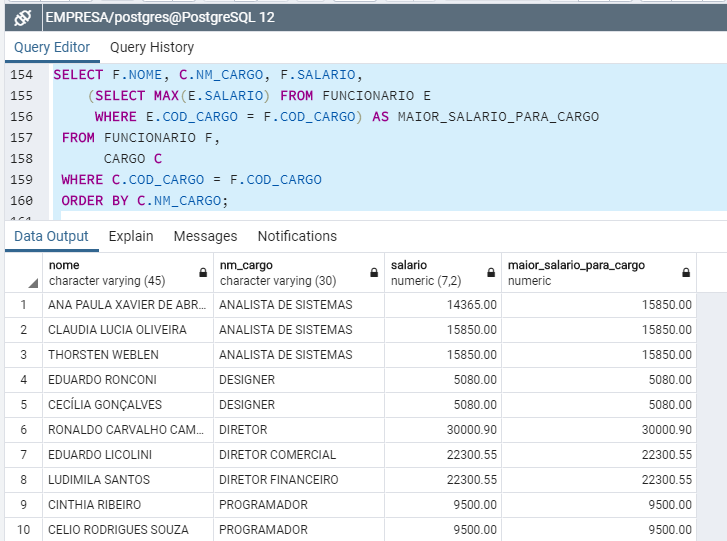 EMPRESA/postgres@PostgreSQL 12
Query Editor Query History
154 SELECT F.NOME, C.NM_CARGO, F.SALARIO,
155 (SELECT MAX(E.SALARIO) FROM FUNCIONARIO E
156 WHERE E.COD_CARGO = F.COD_CARGO) AS MAIOR_SALARIO_PARA_CARGO
157 FROM FUNCIONARIO F,
158 CARGO C
159 WHERE C.COD_CARGO = F.COD_CARGO
160 ORDER BY C.NM_CARGO;
Data Output Explain Messages Notifications
nome nm_cargo salario maior_salario_para_cargo
character varying (45) character varying (30) numeric (7,2) numeric
1 ANA PAULA XAVIER DE ABR... ANALISTA DE SISTEMAS 14365.00 15850.00
2 CLAUDIA LUCIA OLIVEIRA ANALISTA DE SISTEMAS 15850.00 15850.00
3 THORSTEN WEBLEN ANALISTA DE SISTEMAS 15850.00 15850.00
4 EDUARDO RONCONI DESIGNER 5080.00 5080.00
5 CECÍLIA GONÇALVES DESIGNER 5080.00 5080.00
6 RONALDO CARVALHO CAM... DIRETOR 30000.90 30000.90
7 EDUARDO LICOLINI DIRETOR COMERCIAL 22300.55 22300.55
8 LUDIMILA SANTOS DIRETOR FINANCEIRO 22300.55 22300.55
9 CINTHIA RIBEIRO PROGRAMADOR 9500.00 9500.00
10 CELIO RODRIGUES SOUZA PROGRAMADOR 9500.00 9500.00